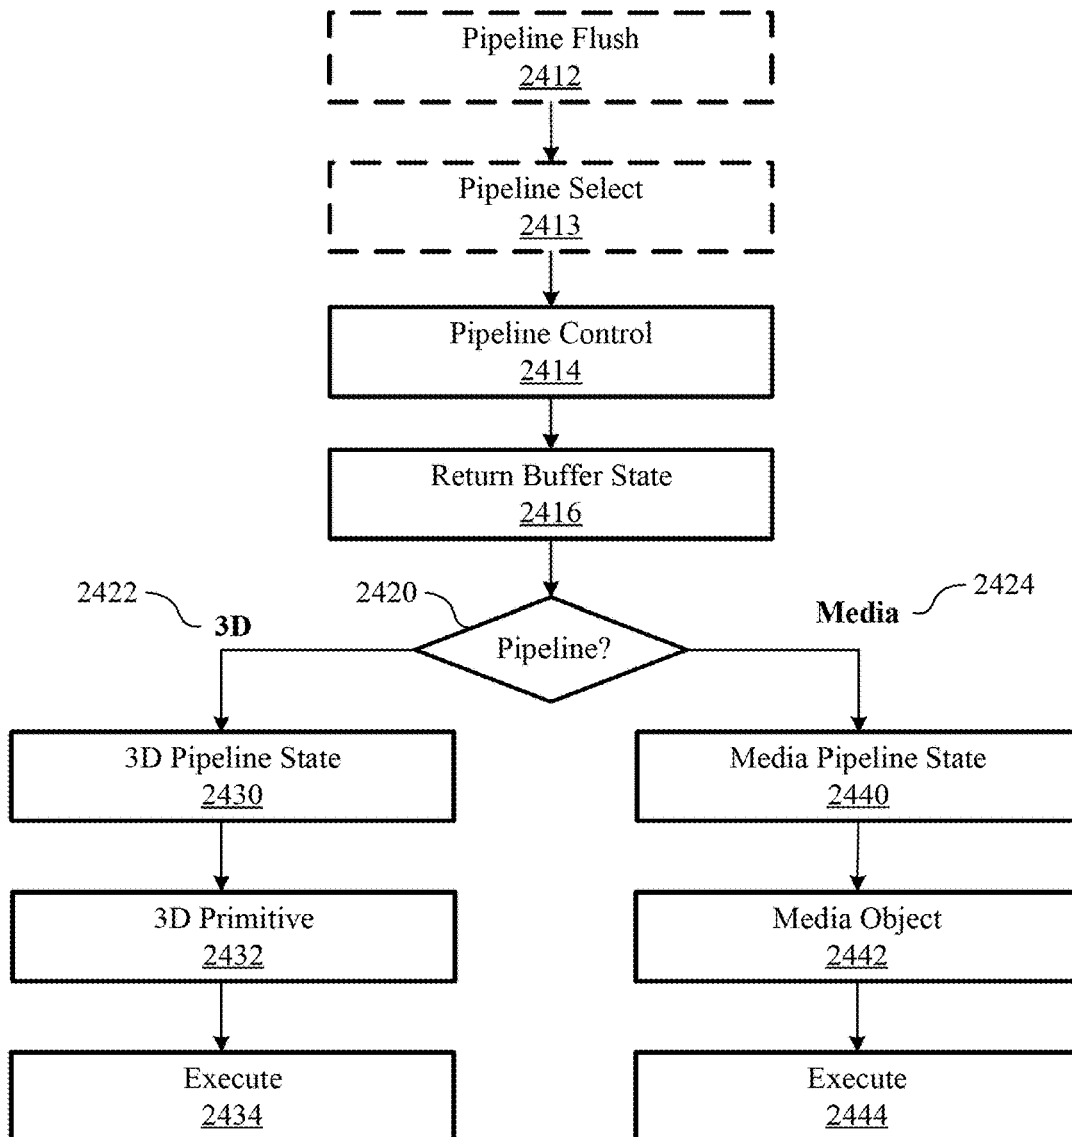 Pipeline Flush
2412
Pipeline Select
2413
Pipeline Control
2414
Return Buffer State
2416
2422
3D
2420
Pipeline?
Media
2424
3D Pipeline State
2430
Media Pipeline State
2440
3D Primitive
2432
Media Object
2442
Execute
2434
Execute
2444